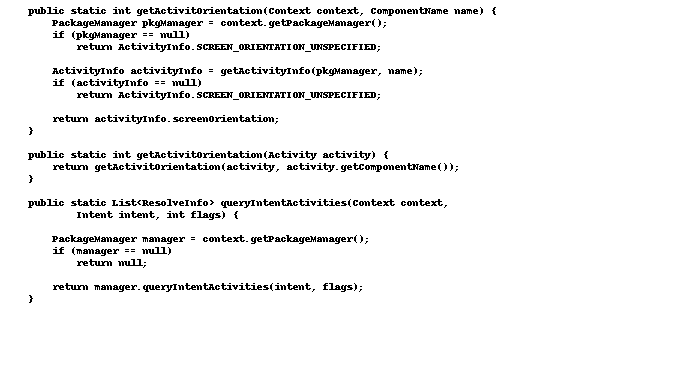 public static int getActivitOrientation(Context context, ComponentName name) {
PackageManager pkgManager = context.getPackageManager();
if (pkgManager == null)
return ActivityInfo.SCREEN_ORIENTATION_UNSPECIFIED;
ActivityInfo activityInfo = getActivityInfo(pkgManager, name);
if (activityInfo == null)
return ActivityInfo.SCREEN_ORIENTATION_UNSPECIFIED;
return activityInfo.screenOrientation;
}
public static int getActivitOrientation(Activity activity) {
return getActivitOrientation(activity, activity.getComponentName());
}
public static List<ResolveInfo> queryIntentActivities(Context context,
Intent intent, int flags) {
PackageManager manager = context.getPackageManager();
if (manager == null)
return null;
return manager.queryIntentActivities(intent, flags);
}